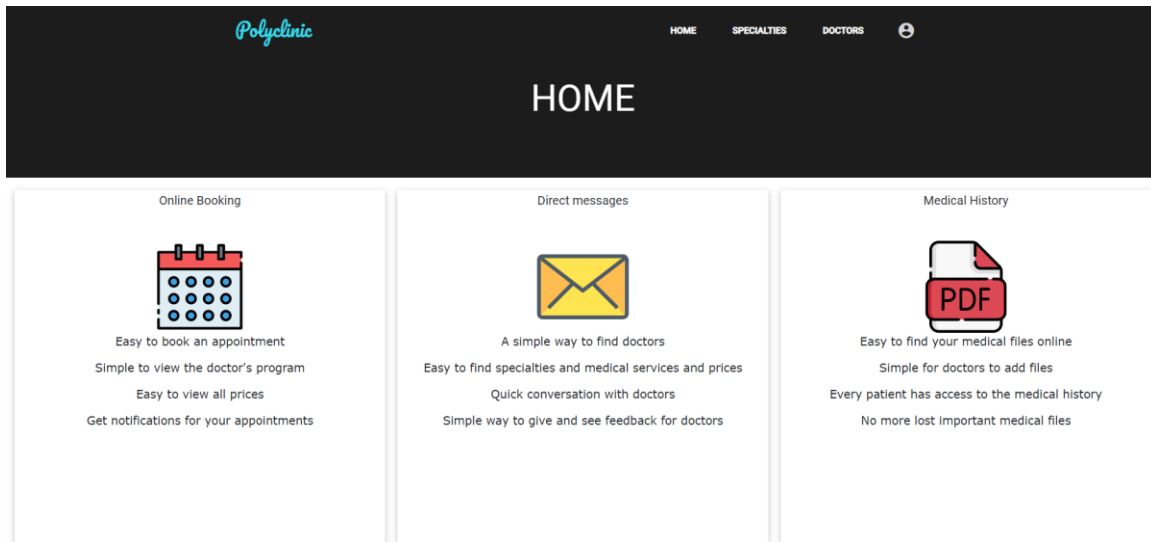 Polyclinic
HOME SPECIALTIES DOCTORS
HOME
Online Booking
Easy to book an appointment
Simple to view the doctor's program
Easy to view all prices
Get notifications for your appointments
Direct messages
A simple way to find doctors
Easy to find specialties and medical services and prices
Quick conversation with doctors
Simple way to give and see feedback for doctors
Medical History
PDF
Easy to find your medical files online
Simple for doctors to add files
Every patient has access to the medical history
No more lost important medical files